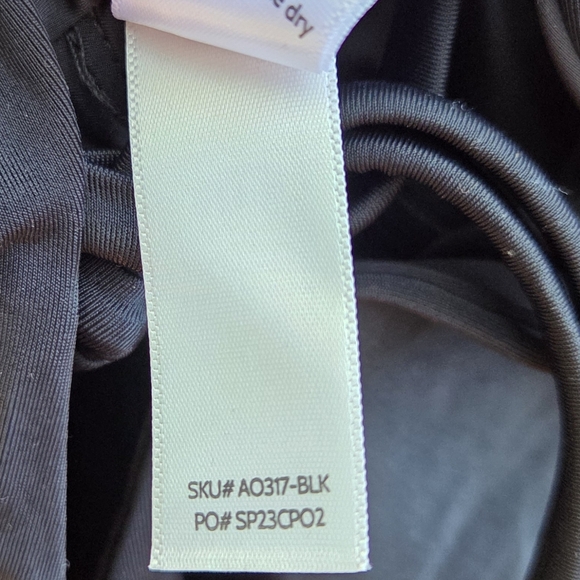 dry
SKU# AO317-BLK
PO# SP23CPO2